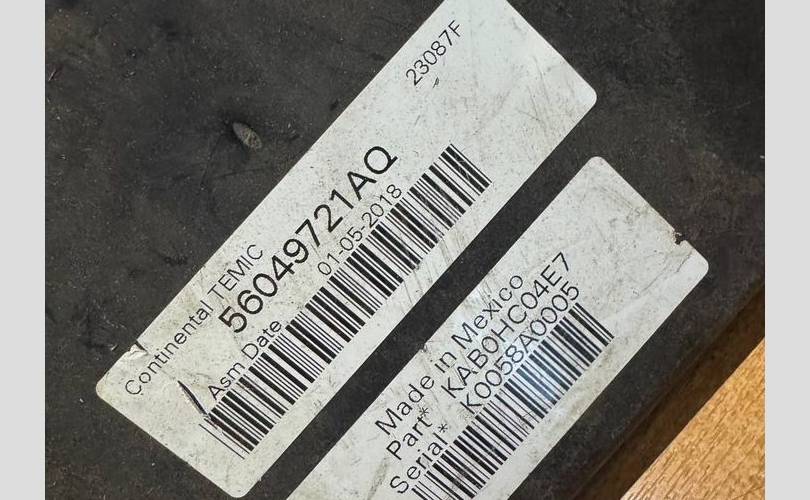 23087F
Continental TEMIC
56049721AQ
Asm Date 01-05-2018
Made in Mexico
Part* KAB0HC04E7
Serial* K0058A0005